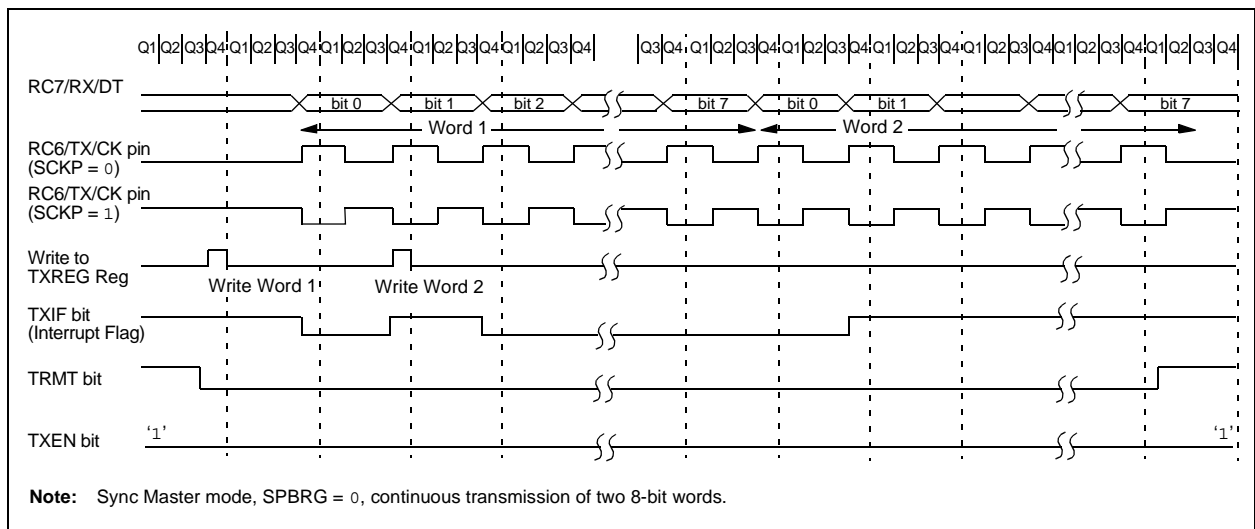 Q1 Q2 Q3 Q4 Q1 Q2 Q3 Q4 Q1 Q2 Q3 Q4 Q1 Q2 Q3 Q4 Q1 Q2 Q3 Q4 Q3 Q4 Q1 Q2 Q3 Q4 Q1 Q2 Q3 Q4 Q1 Q2 Q3 Q4 Q1 Q2 Q3 Q4 Q1 Q2 Q3 Q4 Q1 Q2 Q3 Q4
RC7/RX/DT
bit 0 bit 1 bit 2 bit 7 bit 0 bit 1 bit 7
Word 1 Word 2
RC6/TX/CK pin
(SCKP = 0)
RC6/TX/CK pin
(SCKP = 1)
Write to
TXREG Reg
Write Word 1 Write Word 2
TXIF bit
(Interrupt Flag)
TRMT bit
TXEN bit
‘1’ ‘1’
Note: Sync Master mode, SPBRG = 0, continuous transmission of two 8-bit words.